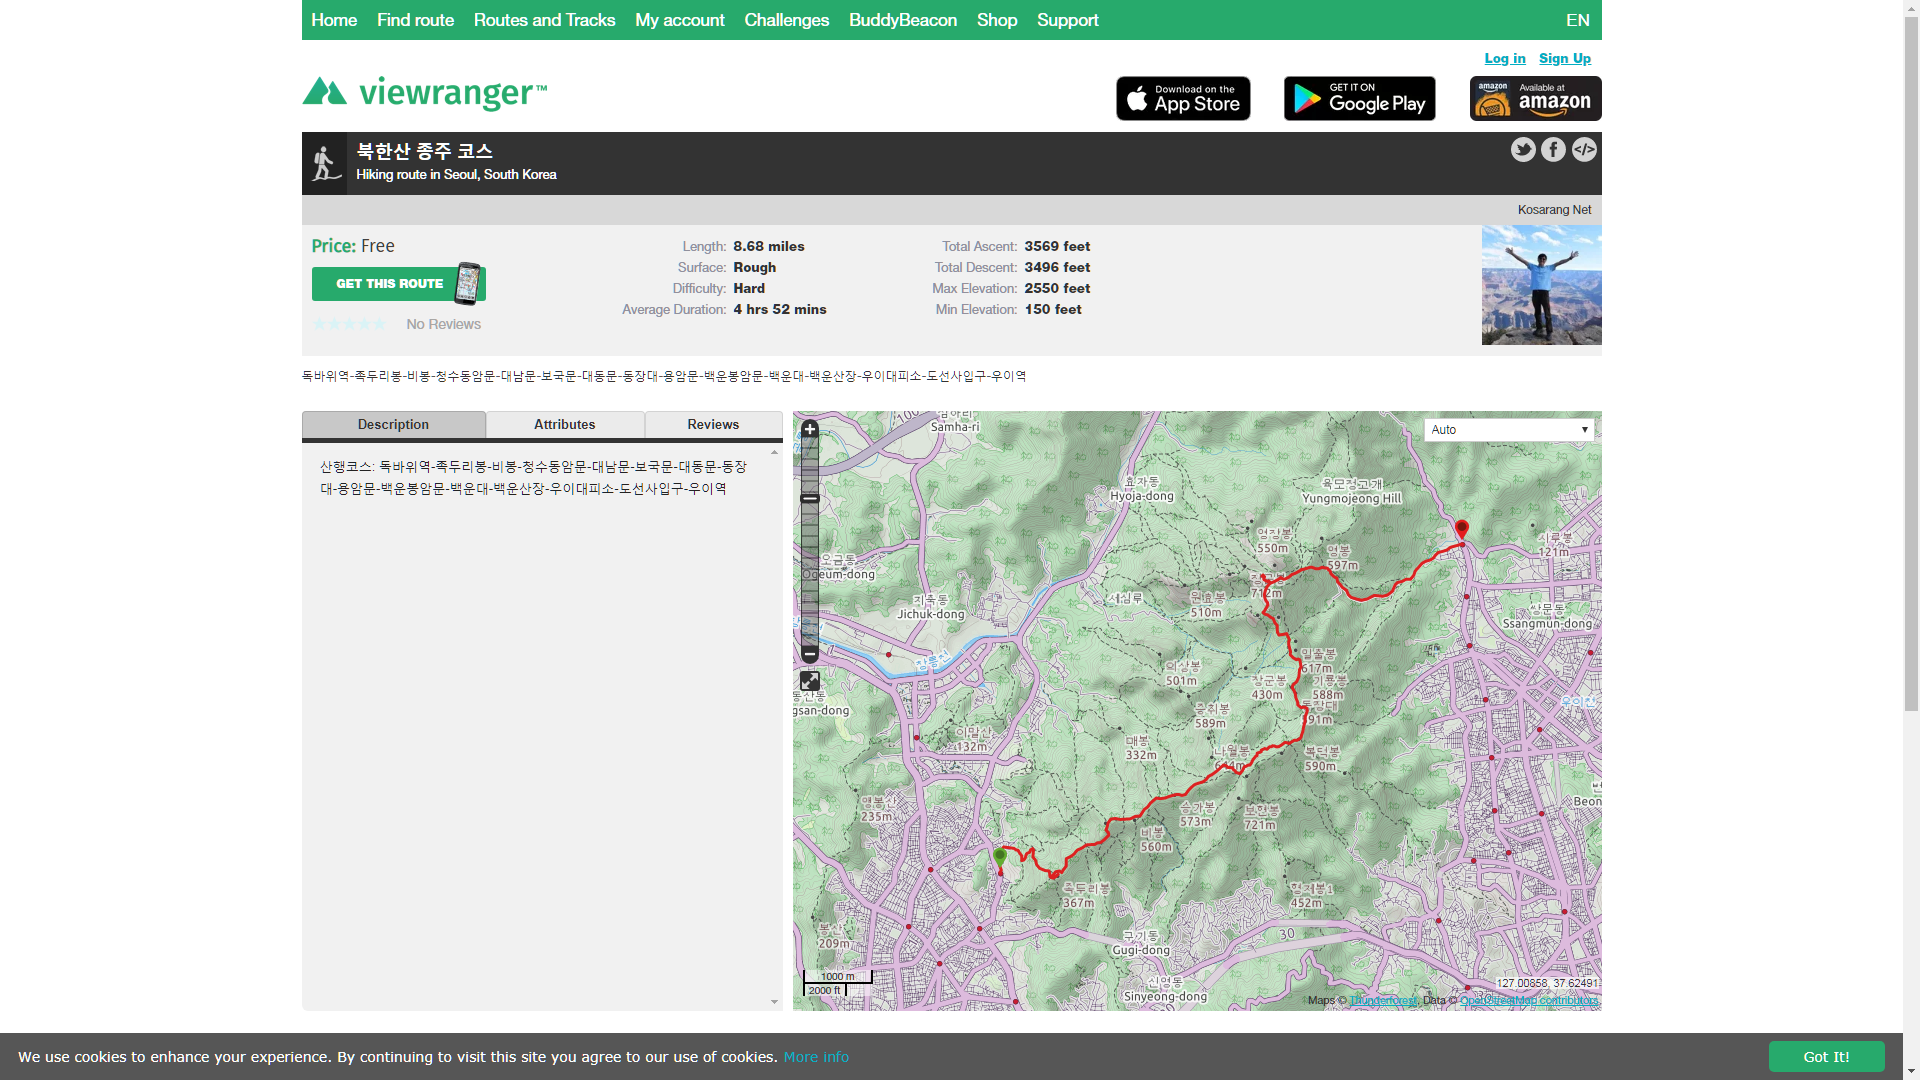 Home Find route Routes and Tracks My account Challenges BuddyBeacon Shop Support EN
Log in Sign Up
viewranger™
Download on the App Store
GET IT ON Google Play
amazon Available at amazon
북한산 종주 코스
Hiking route in Seoul, South Korea
Kosarang Net
Price: Free
GET THIS ROUTE
No Reviews
Length: 8.68 miles
Surface: Rough
Difficulty: Hard
Average Duration: 4 hrs 52 mins
Total Ascent: 3569 feet
Total Descent: 3496 feet
Max Elevation: 2550 feet
Min Elevation: 150 feet
독바위역-족두리봉-비봉-청수동암문-대남문-보국문-대동문-동장대-용암문-백운봉암문-백운대-백운산장-우이대피소-도선사입구-우이역
Description Attributes Reviews
산행코스: 독바위역-족두리봉-비봉-청수동암문-대남문-보국문-대동문-동장
대-용암문-백운봉암문-백운대-백운산장-우이대피소-도선사입구-우이역
Auto
Samha-ri
효자동
Hyoja-dong
육모정고개
Yungmojeong Hill
영장봉
550m
영봉
597m
시루봉
121m
오금동
Ogeum-dong
지축동
Jichuk-dong
세심루
원효봉
510m
712m
쌍문동
Ssangmun-dong
창릉천
의상봉
501m
일출봉
617m
장군봉
430m
기룡봉
588m
동장대
우이천
gsan-dong
증취봉
589m
이말산
132m
매봉
332m
나월봉
복덕봉
590m
앵봉산
235m
승가봉
573m
보현봉
721m
비봉
560m
Beon
족두리봉
367m
형제봉1
452m
봉산
209m
구기동
Gugi-dong
30
신영동
Sinyeong-dong
1000 m
2000 ft
127.00858, 37.62491
Maps © Thunderforest, Data © OpenStreetMap contributors
We use cookies to enhance your experience. By continuing to visit this site you agree to our use of cookies. More info
Got It!